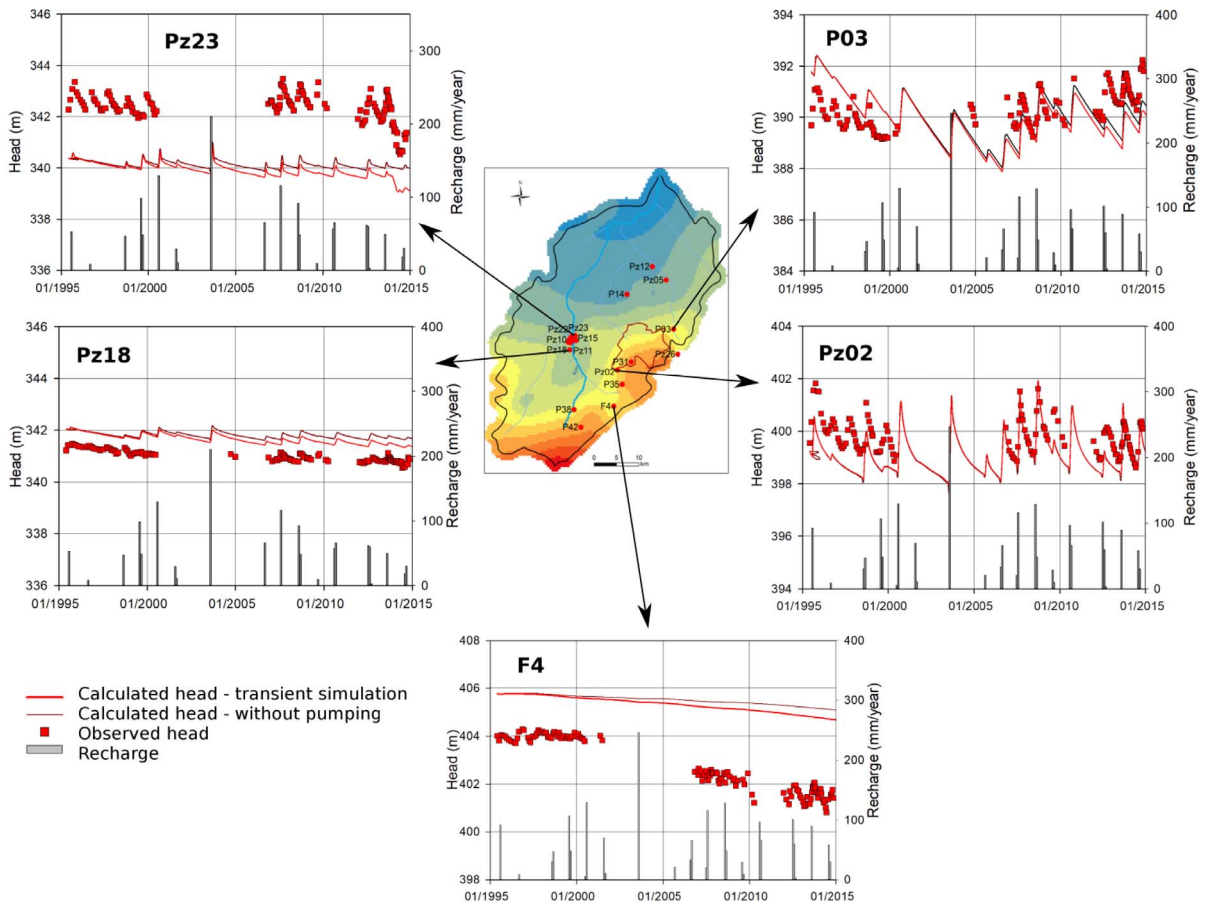 Pz23
Head (m)
346
344
342
340
338
336
300
200
100
0
Recharge (mm/year)
01/1995
01/2000
01/2005
01/2010
01/2015
P03
Head (m)
394
392
390
388
386
384
400
300
200
100
0
Recharge (mm/year)
01/1995
01/2000
01/2005
01/2010
01/2015
Pz18
Head (m)
346
344
342
340
338
336
400
300
200
100
0
Recharge (mm/year)
01/1995
01/2000
01/2005
01/2010
01/2015
N
Pz12
Pz05
P14
P03
Pz23
Pz15
Pz10
Pz18
Pz11
Pz26
P31
Pz02
P35
F4
P38
P42
0
5
10
km
Pz02
Head (m)
404
402
400
398
396
394
400
300
200
100
0
Recharge (mm/year)
01/1995
01/2000
01/2005
01/2010
01/2015
F4
Head (m)
408
406
404
402
400
398
400
300
200
100
0
Recharge (mm/year)
01/1995
01/2000
01/2005
01/2010
01/2015
Calculated head - transient simulation
Calculated head - without pumping
Observed head
Recharge